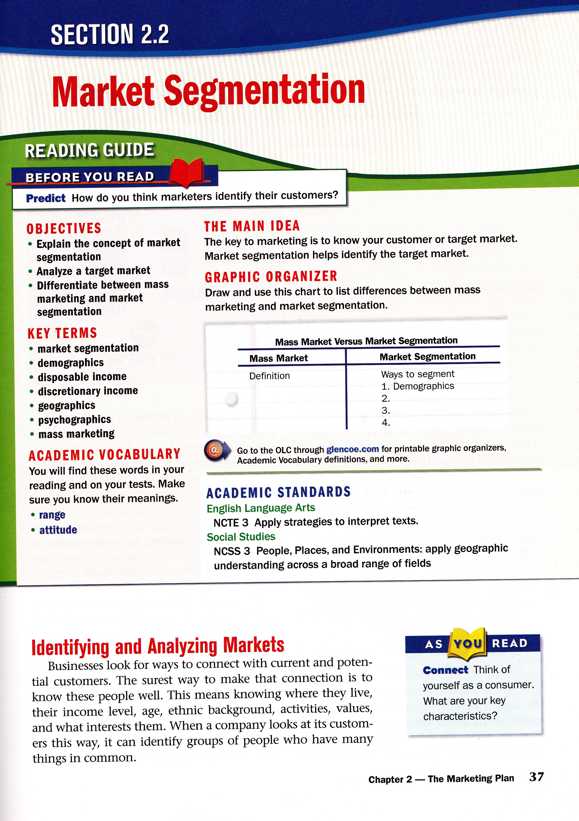 SECTION 2.2
Market Segmentation
READING GUIDE
BEFORE YOU READ
Predict How do you think marketers identify their customers?
OBJECTIVES
• Explain the concept of market
segmentation
• Analyze a target market
• Differentiate between mass
marketing and market
segmentation
KEY TERMS
• market segmentation
• demographics
• disposable income
• discretionary income
• geographics
• psychographics
• mass marketing
ACADEMIC VOCABULARY
You will find these words in your
reading and on your tests. Make
sure you know their meanings.
• range
• attitude
THE MAIN IDEA
The key to marketing is to know your customer or target market.
Market segmentation helps identify the target market.
GRAPHIC ORGANIZER
Draw and use this chart to list differences between mass
marketing and market segmentation.
Mass Market Versus Market Segmentation
Mass Market Market Segmentation
Definition Ways to segment
1. Demographics
2.
3.
4.
@ Go to the OLC through glencoe.com for printable graphic organizers,
Academic Vocabulary definitions, and more.
ACADEMIC STANDARDS
English Language Arts
NCTE 3 Apply strategies to interpret texts.
Social Studies
NCSS 3 People, Places, and Environments: apply geographic
understanding across a broad range of fields
Identifying and Analyzing Markets
Businesses look for ways to connect with current and poten-
tial customers. The surest way to make that connection is to
know these people well. This means knowing where they live,
their income level, age, ethnic background, activities, values,
and what interests them. When a company looks at its custom-
ers this way, it can identify groups of people who have many
things in common.
AS YOU READ
Connect Think of
yourself as a consumer.
What are your key
characteristics?
Chapter 2 — The Marketing Plan 37